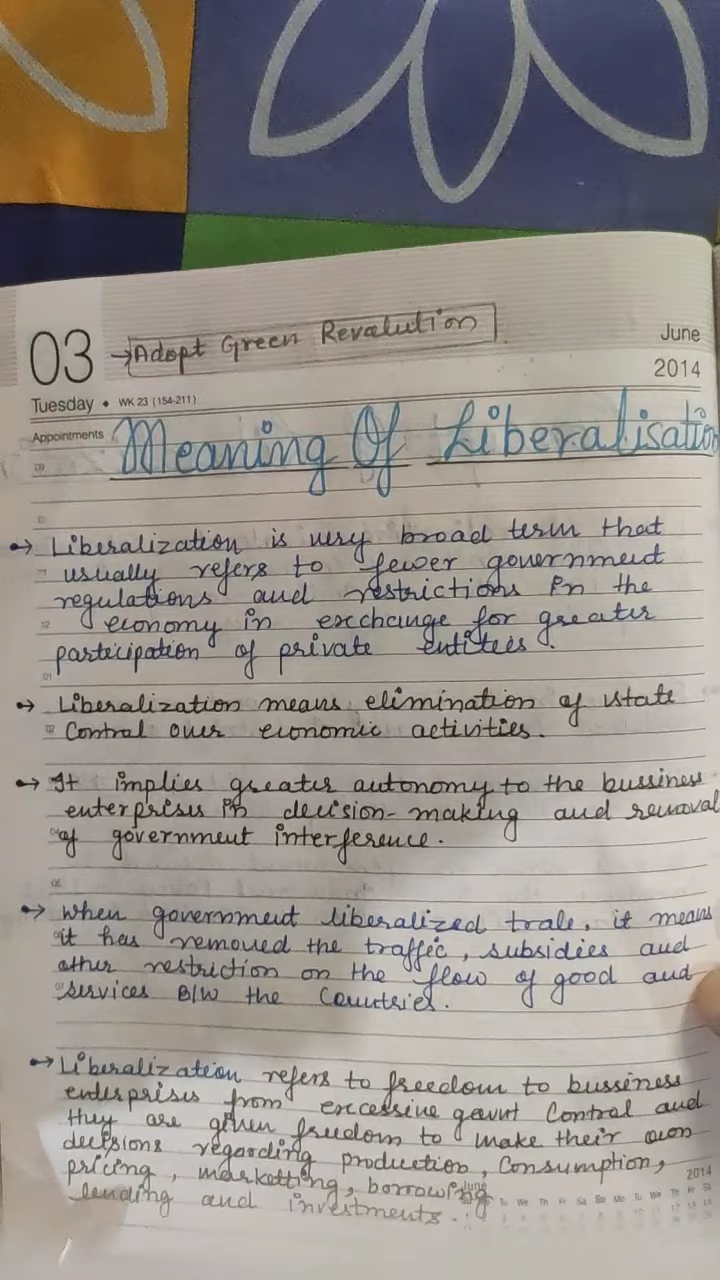 03 →Adopt Green Revalution
June
2014
Tuesday • WK 23 (154-211)
Appointments
Meaning Of Liberalisation
→ Liberalization is very broad term that
usually refers to fewer government
regulations and restrictions in the
economy in exchange for greater
participation of private entitees.
→ Liberalization means elimination of state
Control over economic activities.
→ It implies greater autonomy to the bussiness
enterprises in decision-making and removal
of government interference.
→ When government liberalized trale, it means
it has removed the traffic, subsidies and
other restriction on the flow of good and
services B/W the Countries.
→ Liberalization refers to freedom to bussiness
enterprises from excessive govnt Control and
they are given freedom to make their own
decisions regarding production, Consumption,
pricing, marketting, borrowing
lending and investments.
2014